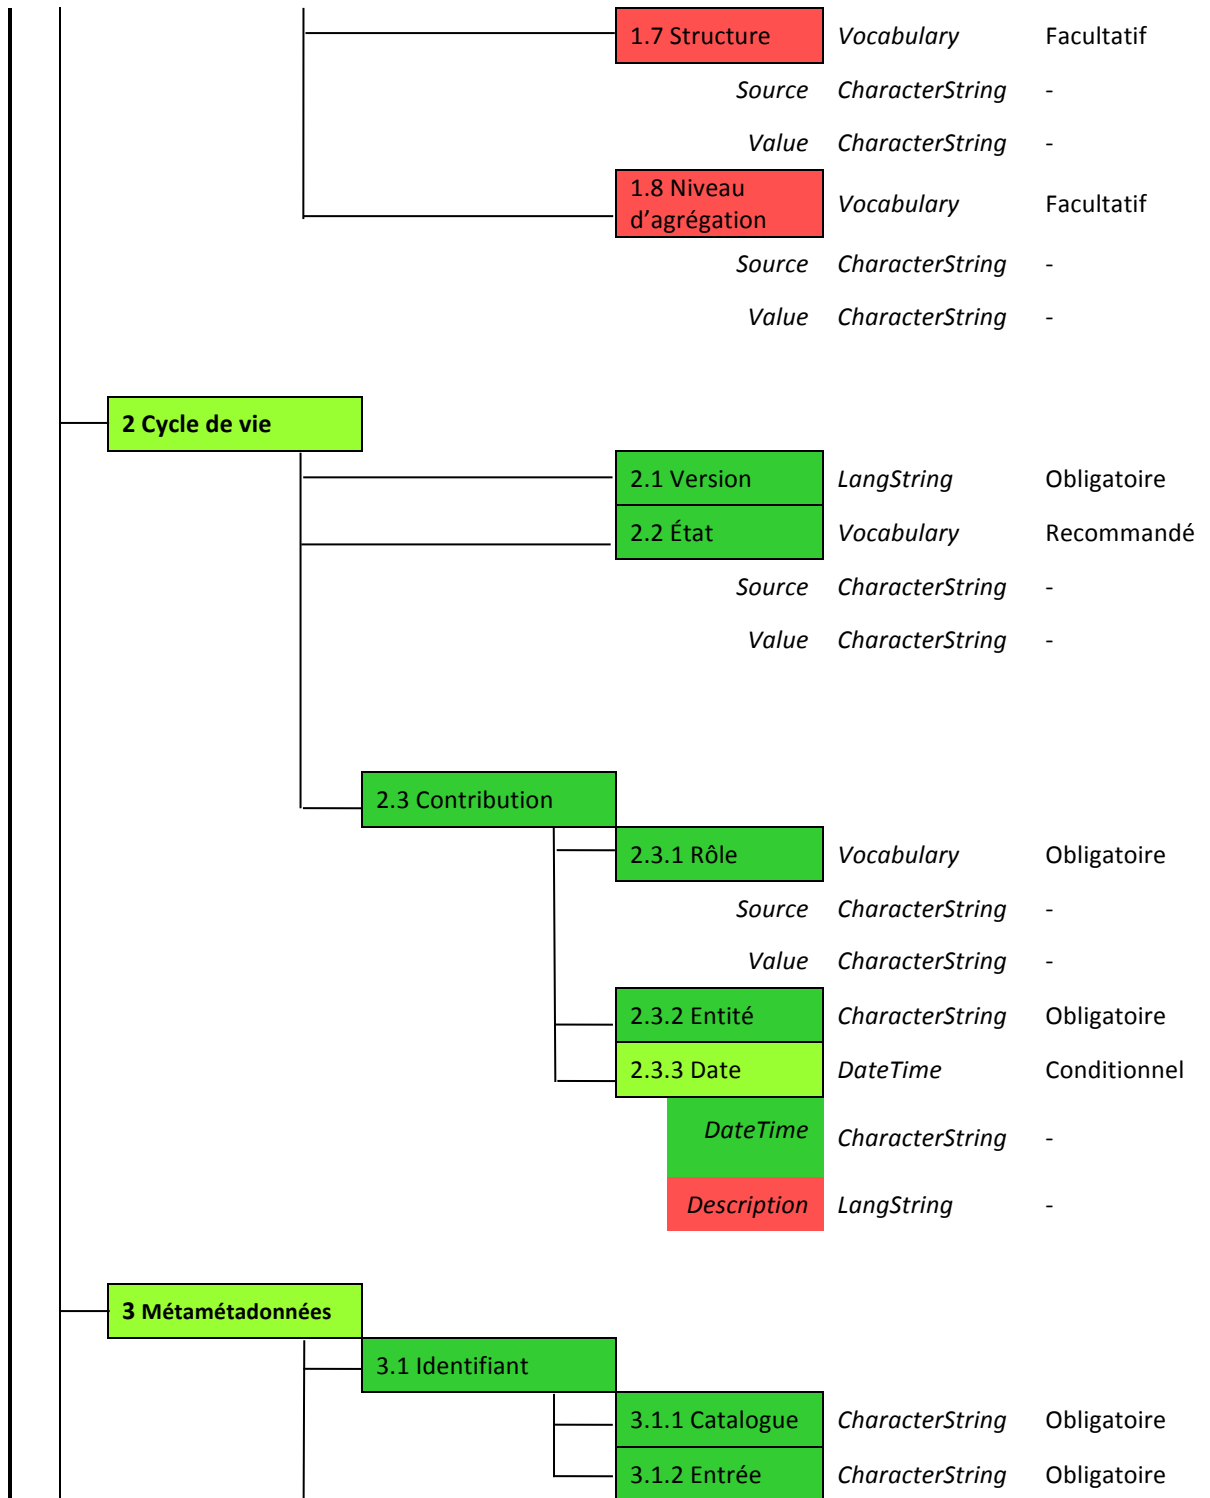 1.7 Structure Vocabulary Facultatif
Source CharacterString -
Value CharacterString -
1.8 Niveau
d’agrégation Vocabulary Facultatif
Source CharacterString -
Value CharacterString -
2 Cycle de vie
2.1 Version LangString Obligatoire
2.2 État Vocabulary Recommandé
Source CharacterString -
Value CharacterString -
2.3 Contribution
2.3.1 Rôle Vocabulary Obligatoire
Source CharacterString -
Value CharacterString -
2.3.2 Entité CharacterString Obligatoire
2.3.3 Date DateTime Conditionnel
DateTime CharacterString -
Description LangString -
3 Métamétadonnées
3.1 Identifiant
3.1.1 Catalogue CharacterString Obligatoire
3.1.2 Entrée CharacterString Obligatoire